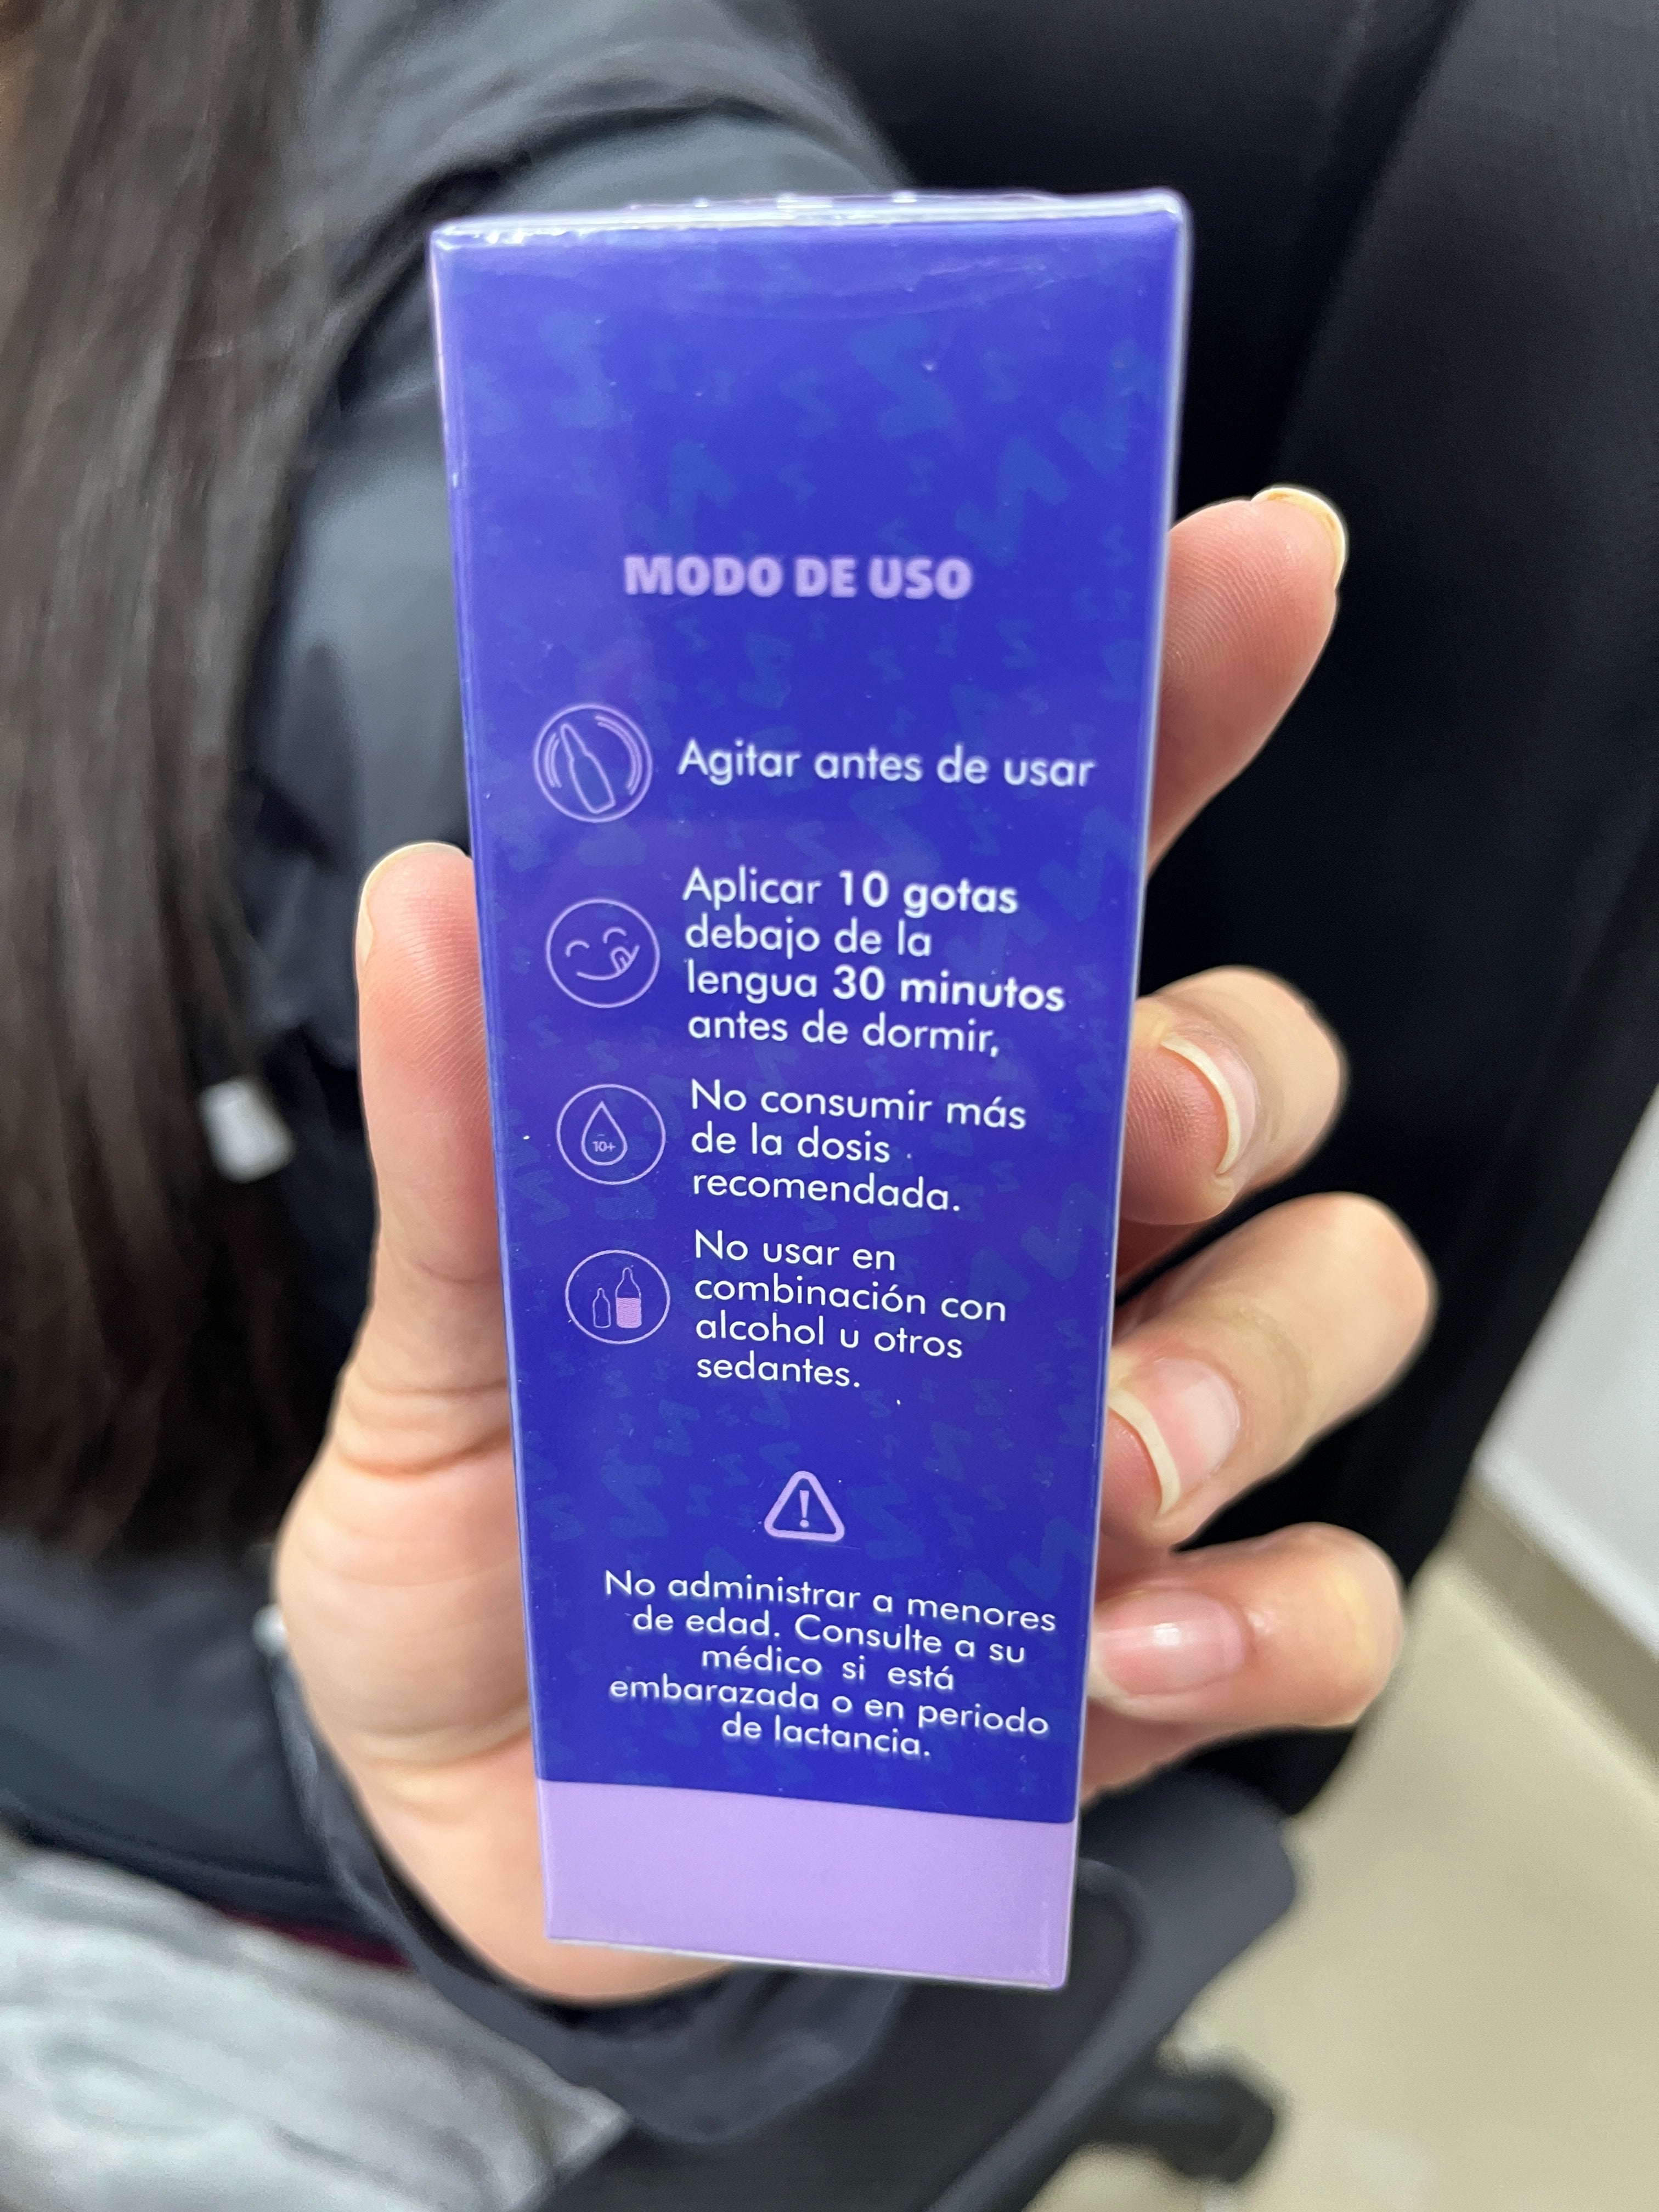 MODO DE USO
Agitar antes de usar
Aplicar 10 gotas
debajo de la
lengua 30 minutos
antes de dormir,
10+
No consumir más
de la dosis
recomendada.
No usar en
combinación con
alcohol u otros
sedantes.
!
No administrar a menores
de edad. Consulte a su
médico si está
embarazada o en periodo
de lactancia.